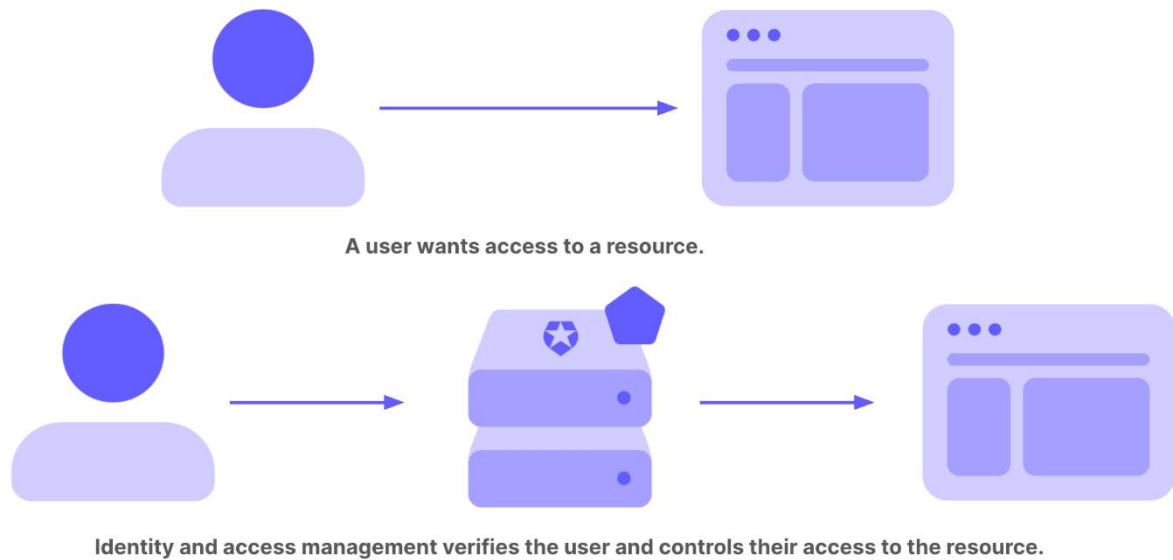 A user wants access to a resource.
Identity and access management verifies the user and controls their access to the resource.